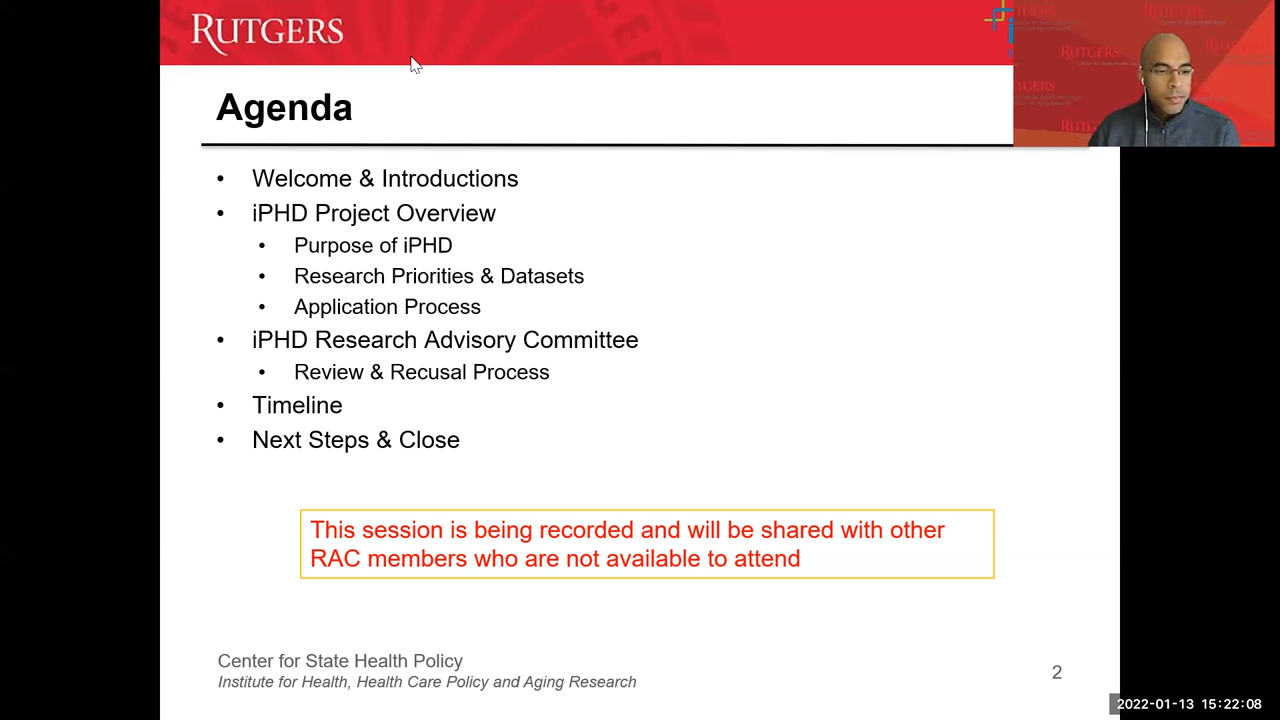 RUTGERS
Agenda
• Welcome & Introductions
• iPHD Project Overview
• Purpose of iPHD
• Research Priorities & Datasets
• Application Process
• iPHD Research Advisory Committee
• Review & Recusal Process
• Timeline
• Next Steps & Close
This session is being recorded and will be shared with other
RAC members who are not available to attend
Center for State Health Policy
Institute for Health, Health Care Policy and Aging Research
2
RUTGERS
RUTGERS
2022-01-13 15:22:08